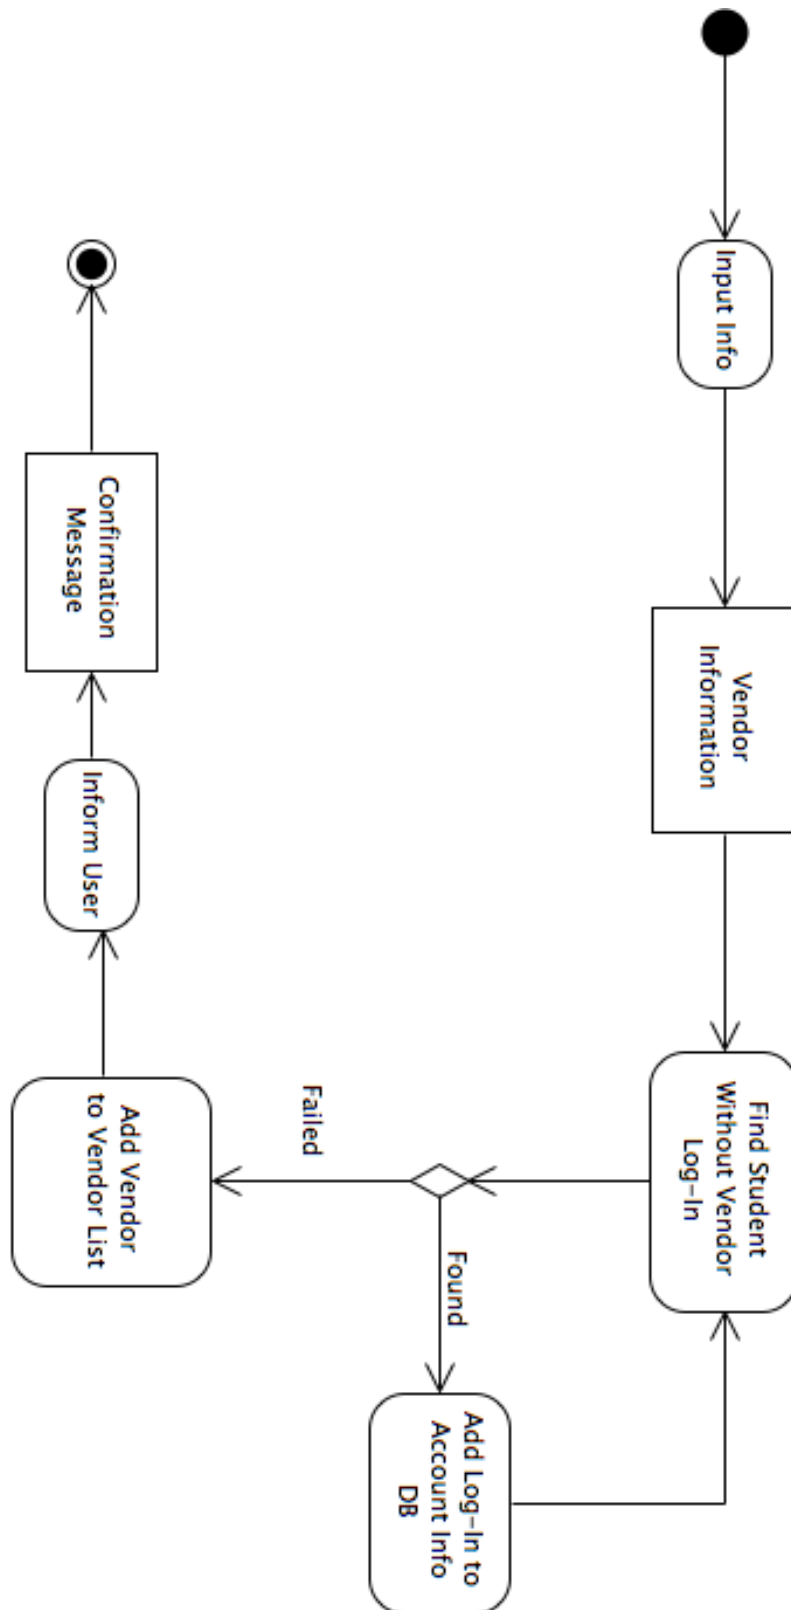 Input Info
Vendor
Information
Find Student
Without Vendor
Log-In
Found
Add Log-In to
Account Info
DB
Failed
Add Vendor
to Vendor List
Inform User
Confirmation
Message